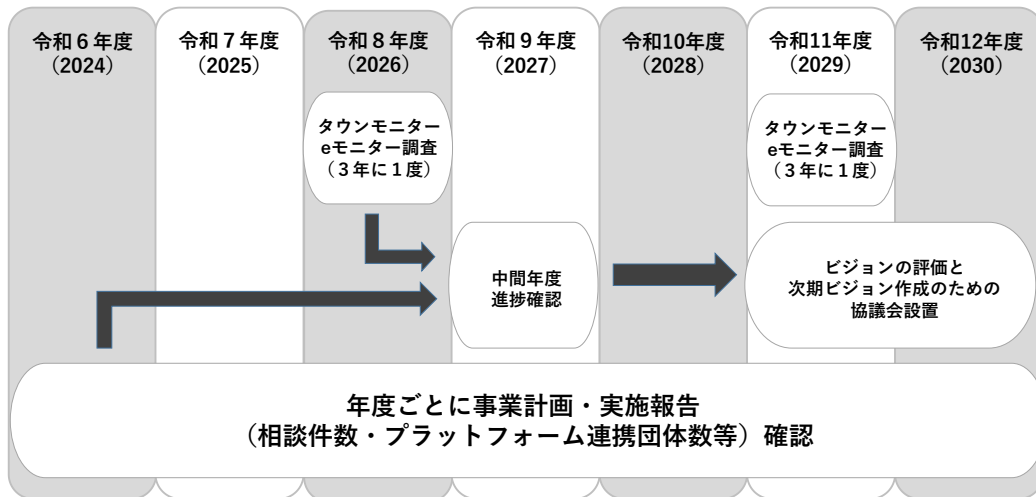 令和６年度
（2024）
令和７年度
（2025）
令和８年度
（2026）
令和９年度
（2027）
令和10年度
（2028）
令和11年度
（2029）
令和12年度
（2030）
タウンモニター
eモニター調査
（３年に１度）
タウンモニター
eモニター調査
（３年に１度）
中間年度
進捗確認
ビジョンの評価と
次期ビジョン作成のための
協議会設置
年度ごとに事業計画・実施報告
（相談件数・プラットフォーム連携団体数等）確認